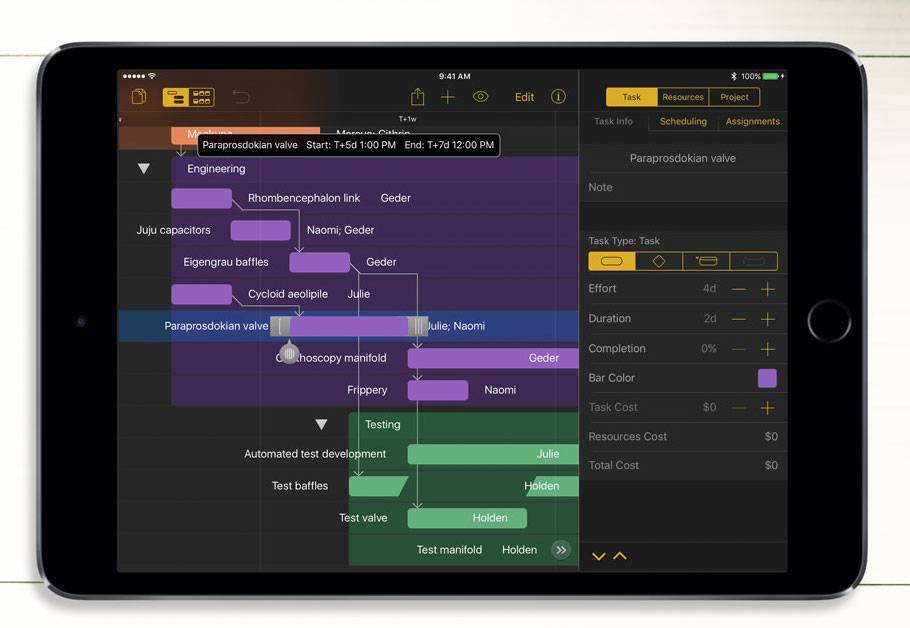 9:41 AM
100%
Edit
Task Resources Project
T+1w
Task Info Scheduling Assignments
Paraprosdokian valve Start: T+5d 1:00 PM End: T+7d 12:00 PM
Paraprosdokian valve
Engineering
Note
Rhombencephalon link Geder
Juju capacitors Naomi; Geder
Task Type: Task
Eigengrau baffles Geder
Effort 4d
Cycloid aeolipile Julie
Duration 2d
Paraprosdokian valve Julie; Naomi
Completion 0%
manifold Geder
Bar Color
Frippery Naomi
Task Cost $0
Testing
Resources Cost $0
Automated test development Julie
Total Cost $0
Test baffles Holden
Test valve Holden
Test manifold Holden